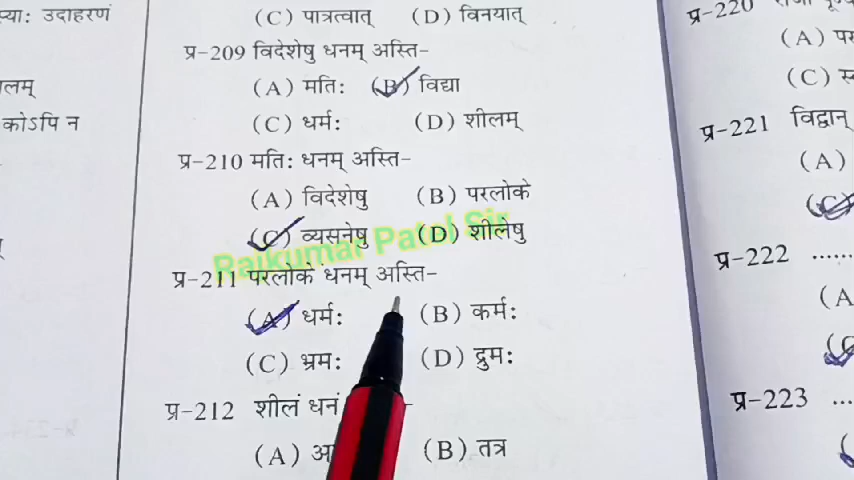 स्या: उदाहरणं
लम्
कोऽपि न
(C) पात्रत्वात् (D) विनयात्
प्र-209 विदेशेषु धनम् अस्ति-
(A) मति: (B) विद्या
(C) धर्म: (D) शीलम्
प्र-210 मति: धनम् अस्ति-
(A) विदेशेषु (B) परलोके
(C) व्यसनेषु (D) शीलेषु
Rajkumar Patel Sir
प्र-211 परलोके धनम् अस्ति-
(A) धर्म: (B) कर्म:
(C) भ्रम: (D) द्रुम:
प्र-212 शीलं धनं
(A) (B) तत्र
प्र-220
(A)
(C)
प्र-221 विद्वान्
(A)
(C)
प्र-222 ......
(A
प्र-223 ...